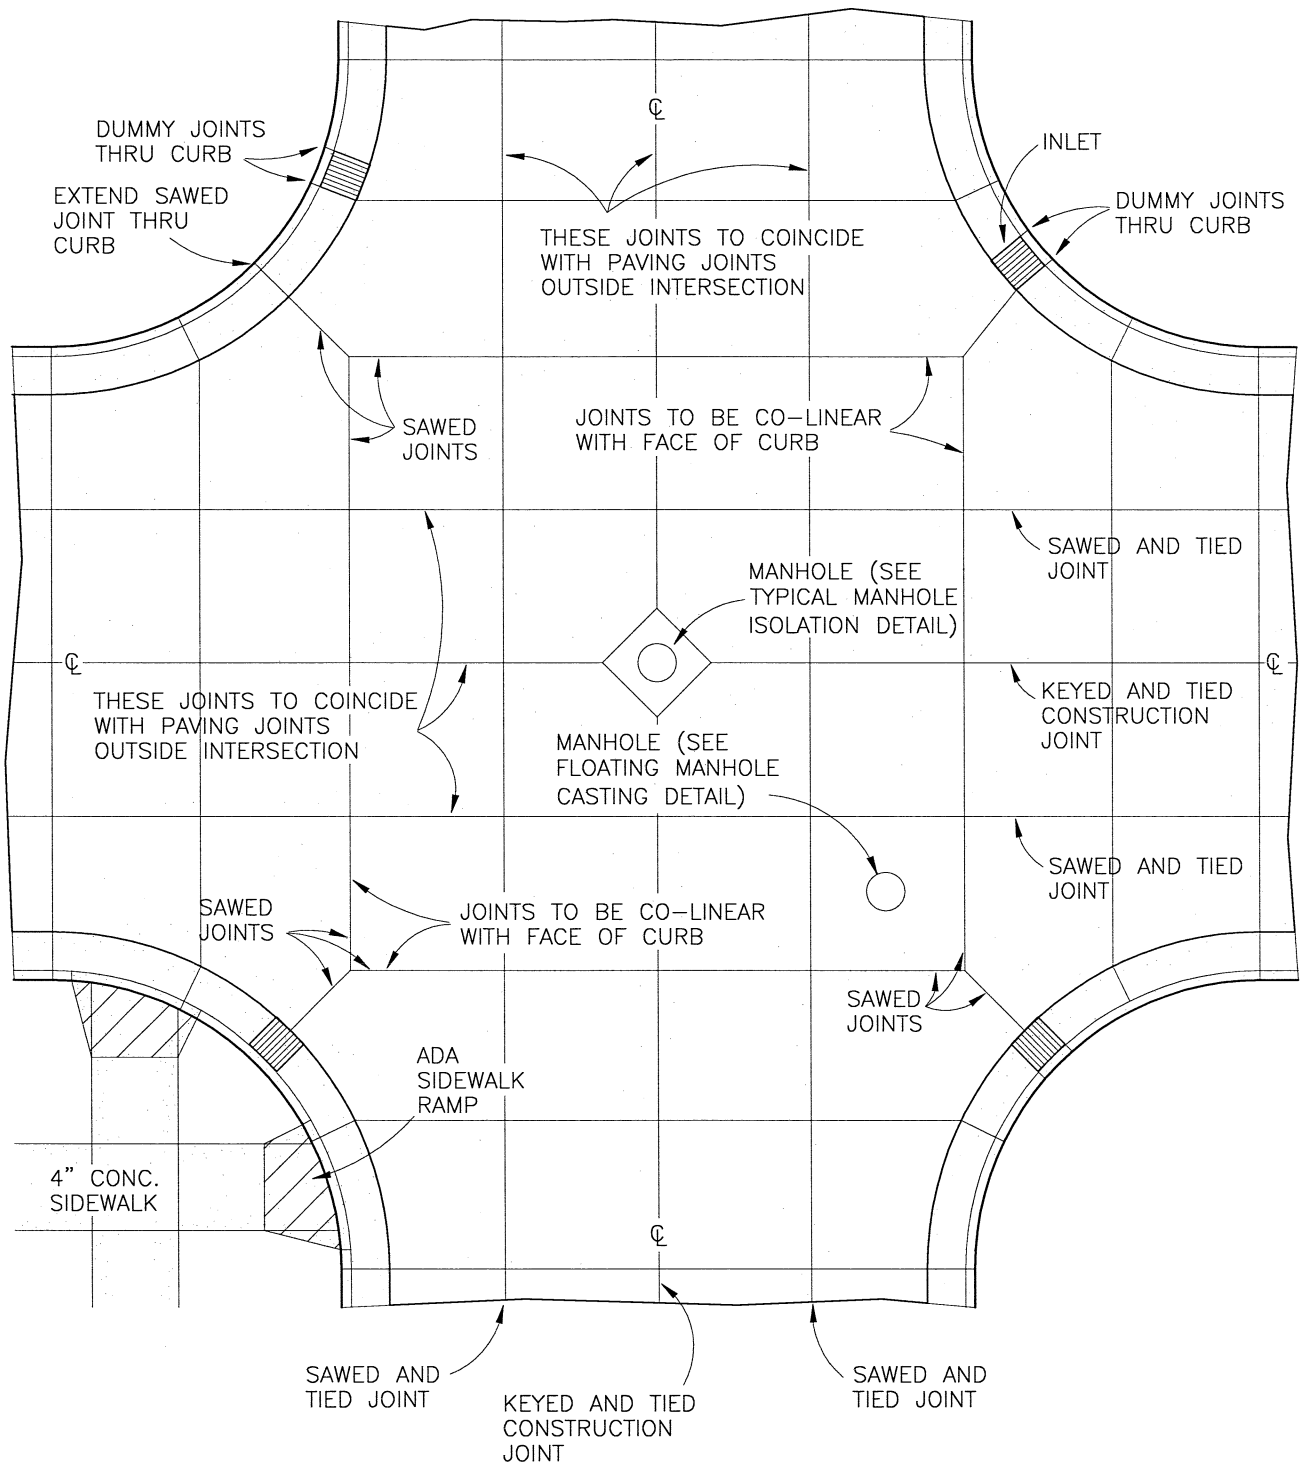 ℄
DUMMY JOINTS
THRU CURB
INLET
EXTEND SAWED
JOINT THRU
CURB
DUMMY JOINTS
THRU CURB
THESE JOINTS TO COINCIDE
WITH PAVING JOINTS
OUTSIDE INTERSECTION
SAWED
JOINTS
JOINTS TO BE CO-LINEAR
WITH FACE OF CURB
SAWED AND TIED
JOINT
MANHOLE (SEE
TYPICAL MANHOLE
ISOLATION DETAIL)
℄
℄
THESE JOINTS TO COINCIDE
WITH PAVING JOINTS
OUTSIDE INTERSECTION
KEYED AND TIED
CONSTRUCTION
JOINT
MANHOLE (SEE
FLOATING MANHOLE
CASTING DETAIL)
SAWED AND TIED
JOINT
SAWED
JOINTS
JOINTS TO BE CO-LINEAR
WITH FACE OF CURB
SAWED
JOINTS
ADA
SIDEWALK
RAMP
4" CONC.
SIDEWALK
℄
SAWED AND
TIED JOINT
KEYED AND TIED
CONSTRUCTION
JOINT
SAWED AND
TIED JOINT